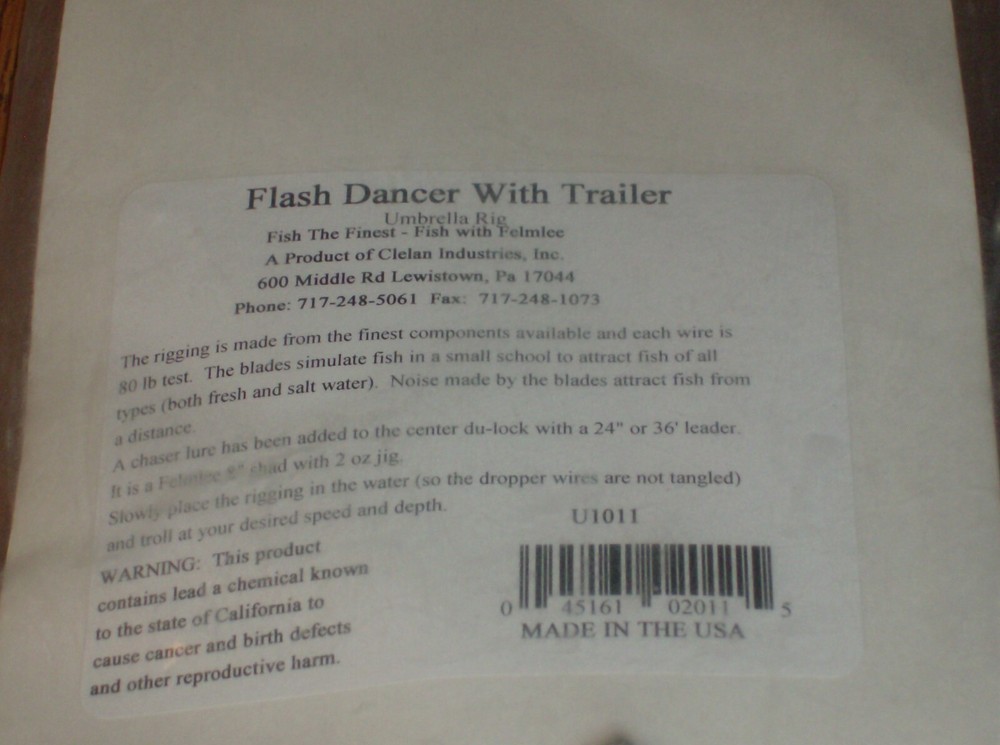 Flash Dancer With Trailer
Umbrella Rig
Fish The Finest - Fish with Felmlee
A Product of Clelan Industries, Inc.
600 Middle Rd Lewistown, Pa 17044
Phone: 717-248-5061 Fax: 717-248-1073
The rigging is made from the finest components available and each wire is
80 lb test. The blades simulate fish in a small school to attract fish of all
types (both fresh and salt water). Noise made by the blades attract fish from
a distance.
A chaser lure has been added to the center du-lock with a 24" or 36' leader.
It is a Felmlee shad with 2 oz jig.
Slowly place the rigging in the water (so the dropper wires are not tangled)
and troll at your desired speed and depth.
U1011
WARNING: This product
contains lead a chemical known
to the state of California to
cause cancer and birth defects
and other reproductive harm.
0 45161 02011 5
MADE IN THE USA